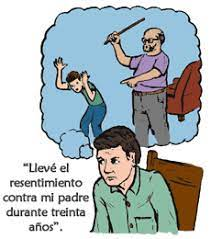 “Llevé el
resentimiento
contra mi padre
durante treinta
años”.